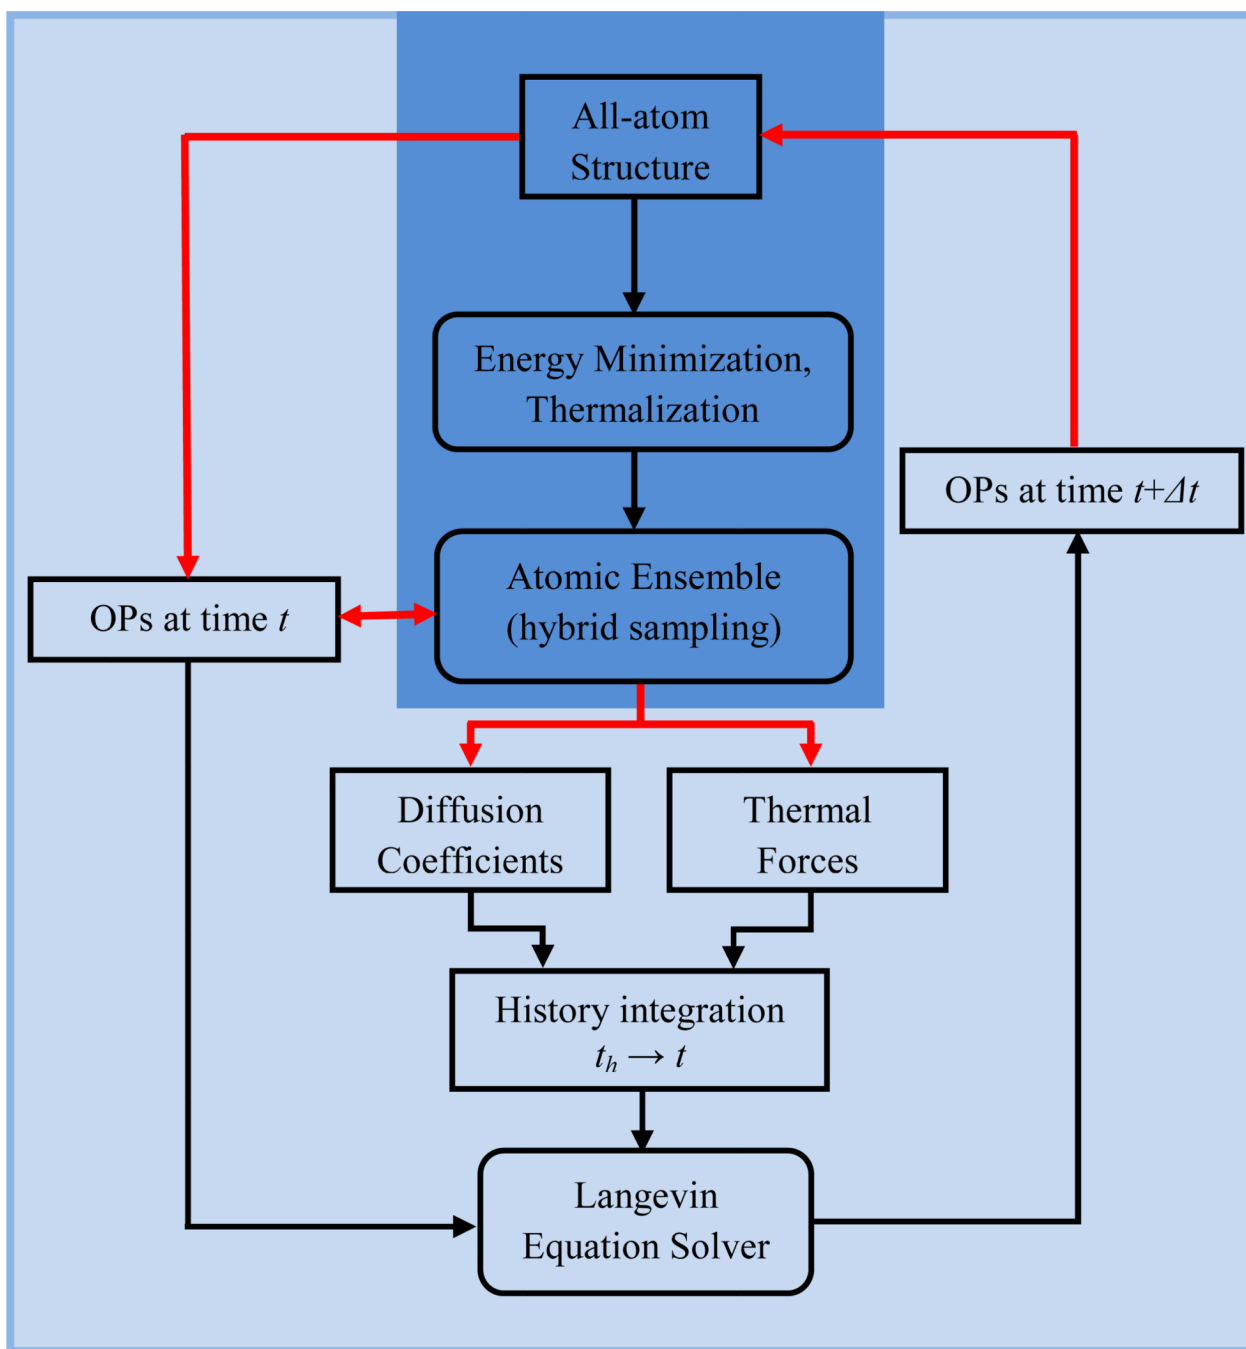 All-atom
Structure
Energy Minimization,
Thermalization
OPs at time t+Δt
Atomic Ensemble
(hybrid sampling)
OPs at time t
Diffusion
Coefficients
Thermal
Forces
History integration
t_h → t
Langevin
Equation Solver